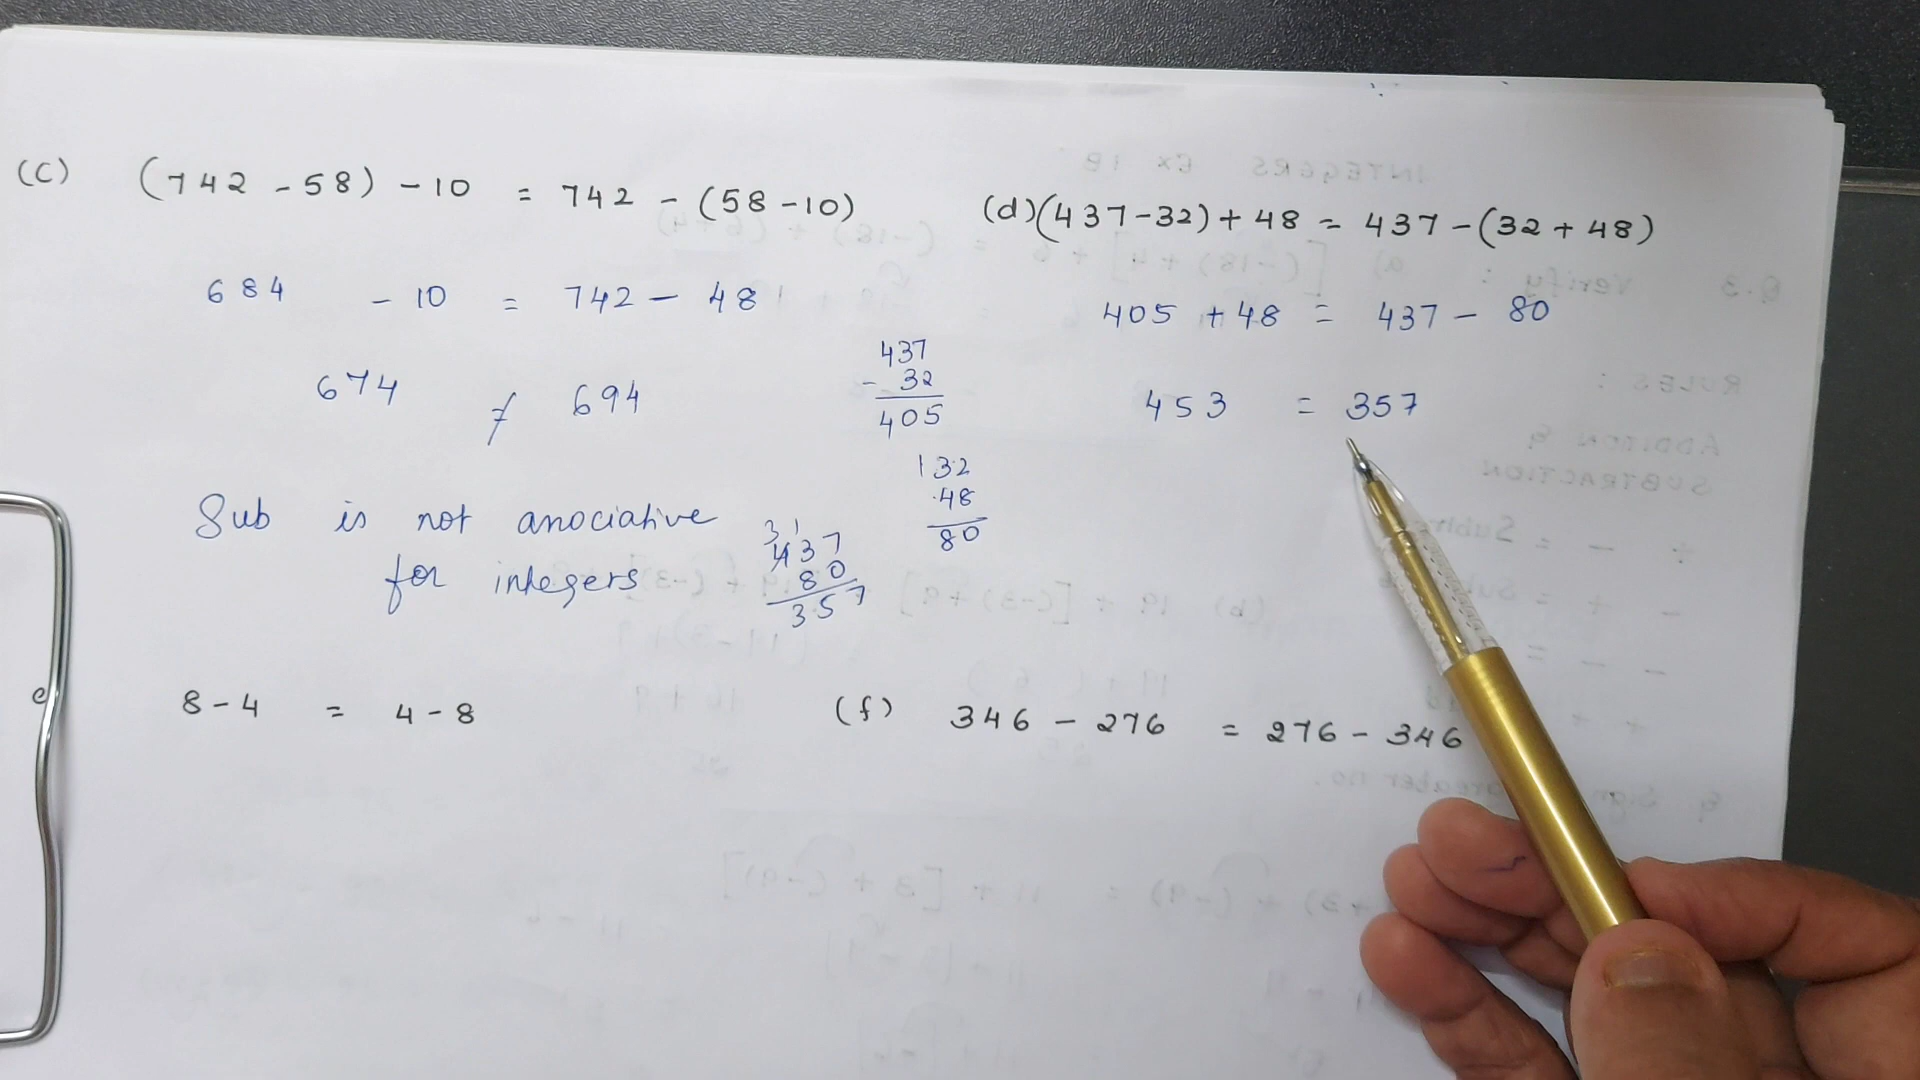 (c) (742 - 58) - 10 = 742 - (58 - 10)
684 - 10 = 742 - 48
674 ≠ 694
Sub is not anociative
for integers
(d) (437 - 32) + 48 = 437 - (32 + 48)
405 + 48 = 437 - 80
453 = 357
437
- 32
405
132
48
80
3 1
437
80
357
e 8 - 4 = 4 - 8
(f) 346 - 276 = 276 - 346